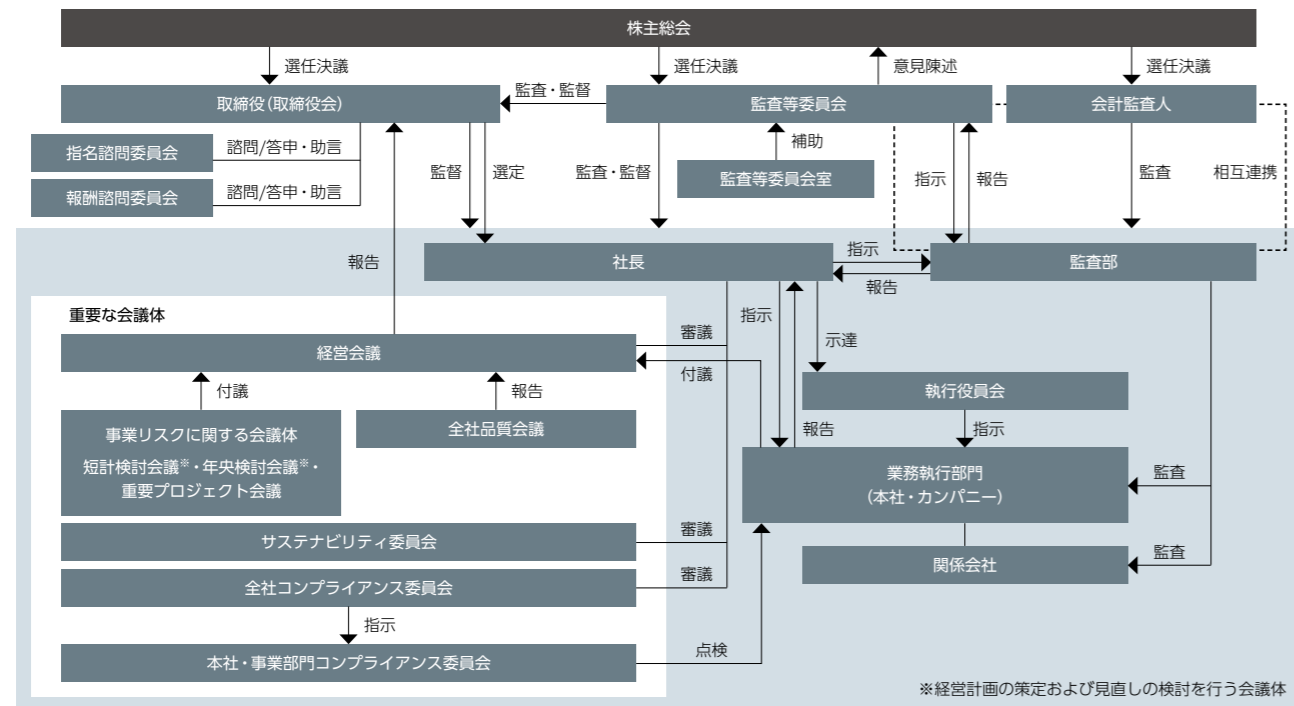 株主総会
選任決議
選任決議
意見陳述
選任決議
取締役(取締役会)
監査・監督
監査等委員会
会計監査人
指名諮問委員会
諮問/答申・助言
報酬諮問委員会
諮問/答申・助言
監督
選定
監査・監督
補助
監査等委員会室
指示
報告
監査
相互連携
報告
社長
指示
報告
監査部
重要な会議体
経営会議
審議
付議
指示
示達
付議
報告
執行役員会
事業リスクに関する会議体
短計検討会議※・年央検討会議※・
重要プロジェクト会議
全社品質会議
報告
指示
業務執行部門
(本社・カンパニー)
監査
サステナビリティ委員会
審議
関係会社
監査
全社コンプライアンス委員会
審議
指示
本社・事業部門コンプライアンス委員会
点検
※経営計画の策定および見直しの検討を行う会議体